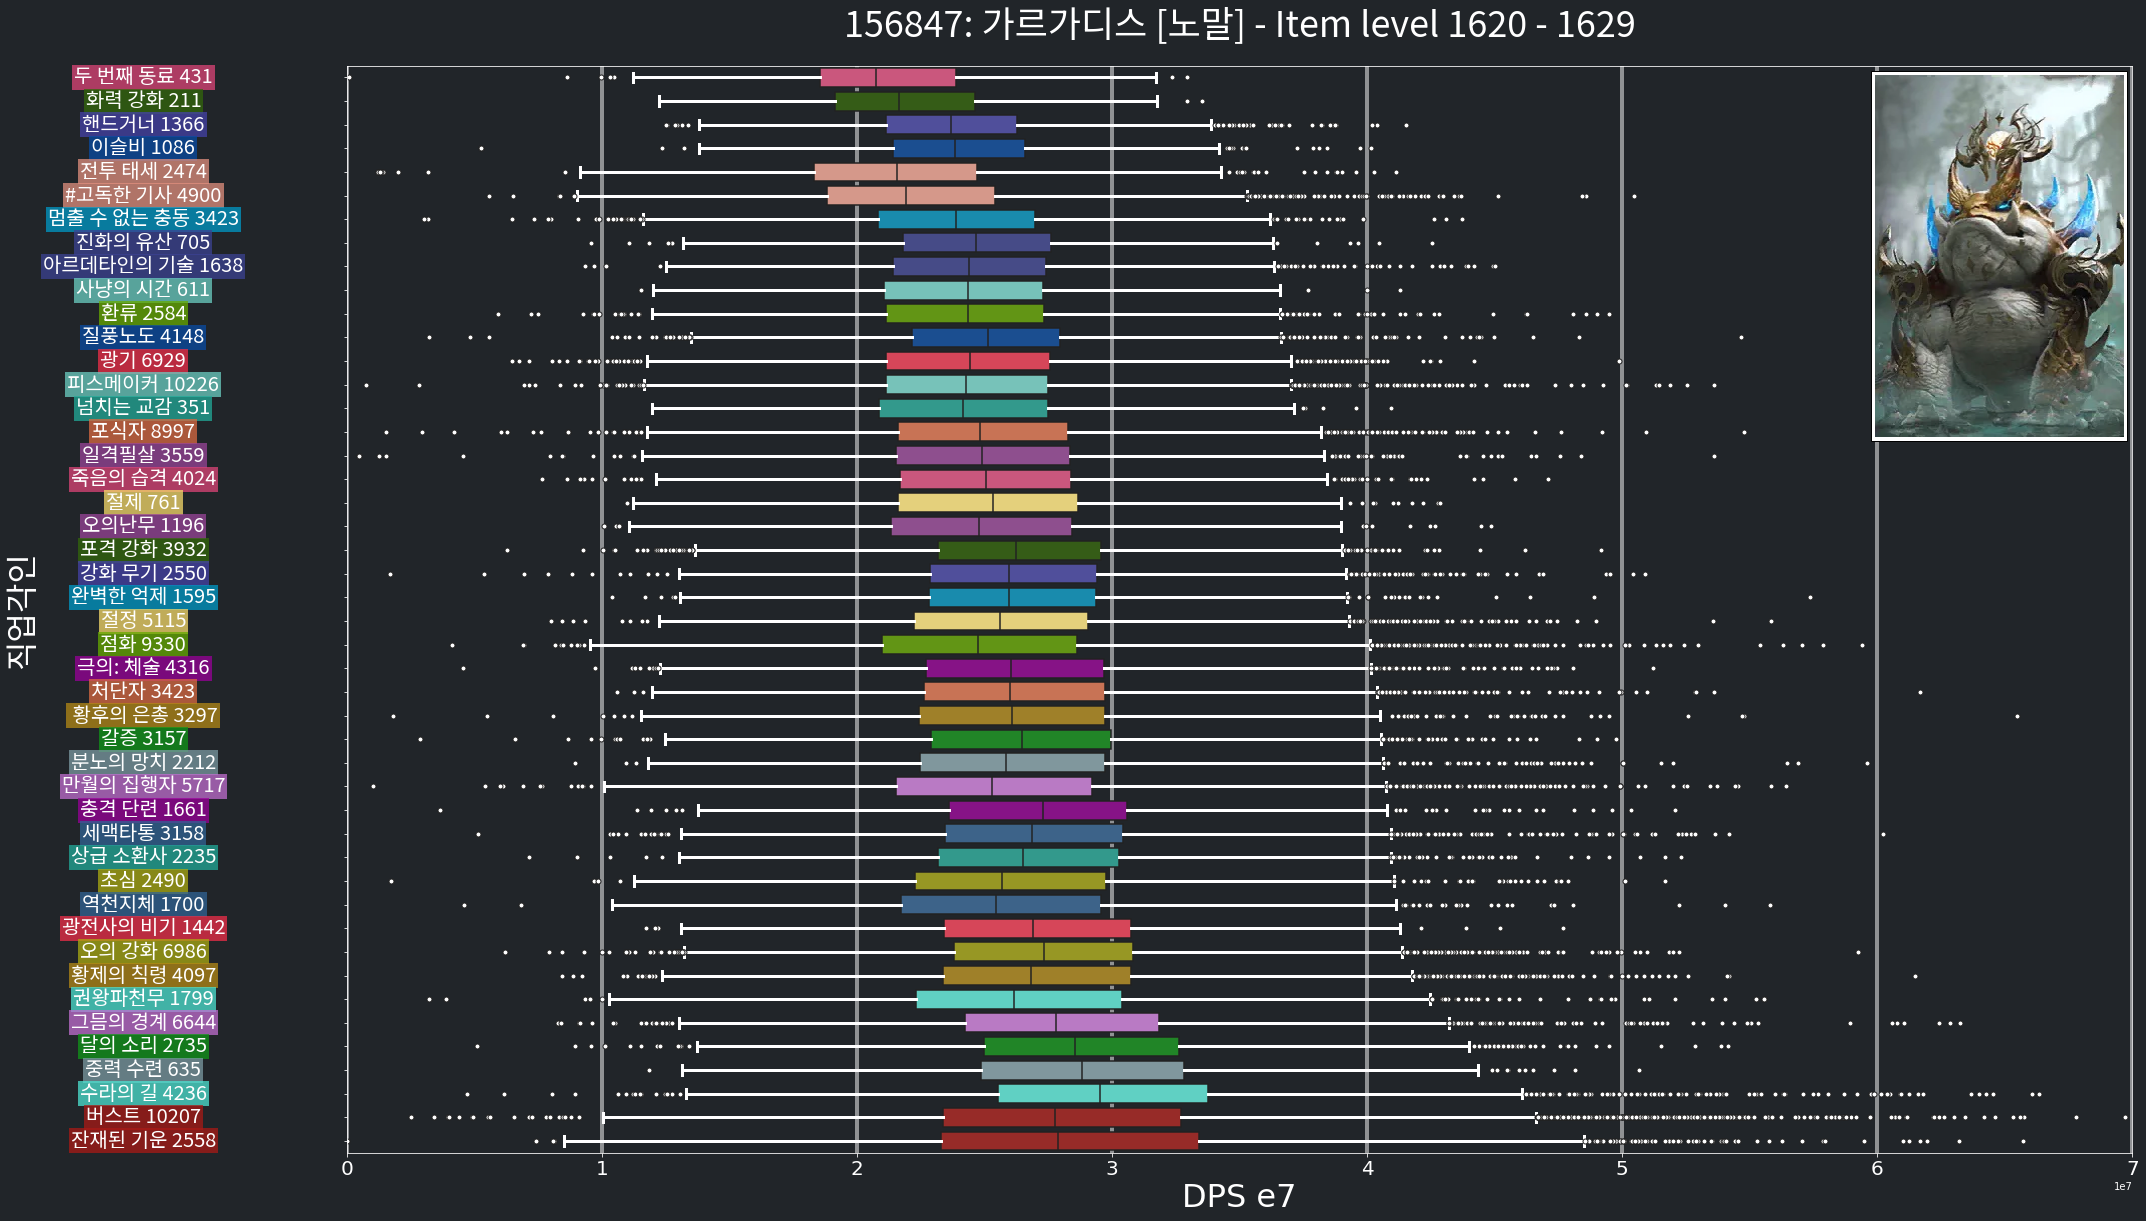 156847: 가르가디스 [노말] - Item level 1620 - 1629
두 번째 동료 431
화력 강화 211
핸드거너 1366
이슬비 1086
전투 태세 2474
#고독한 기사 4900
멈출 수 없는 충동 3423
진화의 유산 705
아르데타인의 기술 1638
사냥의 시간 611
환류 2584
질풍노도 4148
광기 6929
피스메이커 10226
넘치는 교감 351
포식자 8997
일격필살 3559
죽음의 습격 4024
절제 761
오의난무 1196
포격 강화 3932
강화 무기 2550
완벽한 억제 1595
절정 5115
점화 9330
극의: 체술 4316
처단자 3423
황후의 은총 3297
갈증 3157
분노의 망치 2212
만월의 집행자 5717
충격 단련 1661
세맥타통 3158
상급 소환사 2235
초심 2490
역천지체 1700
광전사의 비기 1442
오의 강화 6986
황제의 칙령 4097
권왕파천무 1799
그믐의 경계 6644
달의 소리 2735
중력 수련 635
수라의 길 4236
버스트 10207
잔재된 기운 2558
직업각인
0 1 2 3 4 5 6 7
1e7
DPS e7